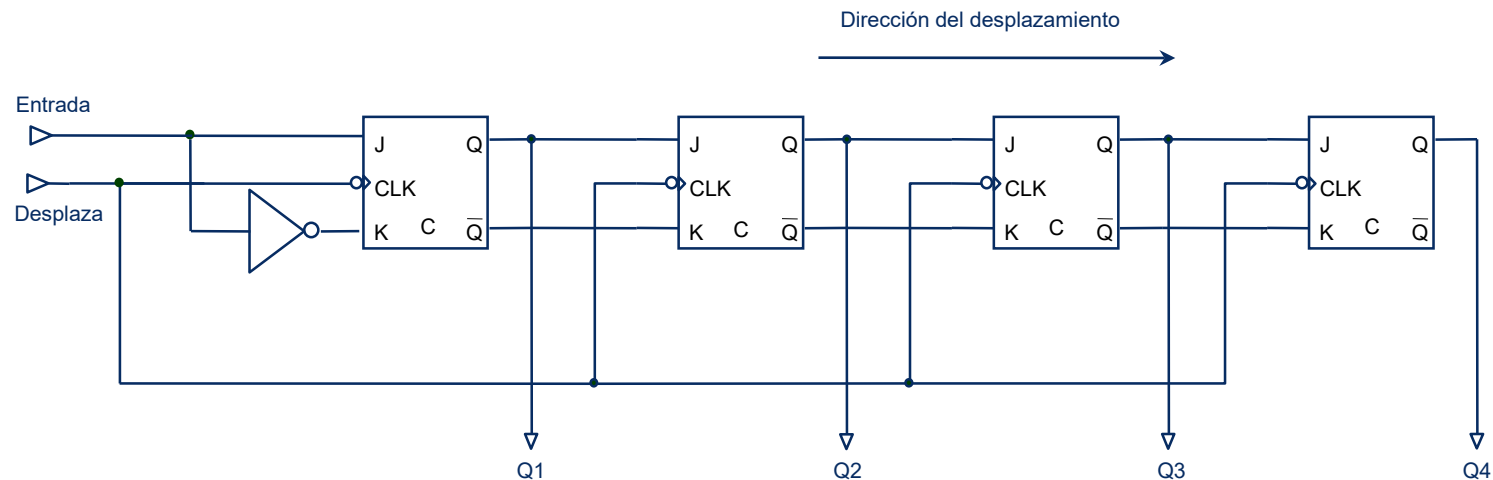 Dirección del desplazamiento
Entrada
Desplaza
J Q
CLK
K C Q̅
J Q
CLK
K C Q̅
J Q
CLK
K C Q̅
J Q
CLK
K C Q̅
Q1 Q2 Q3 Q4